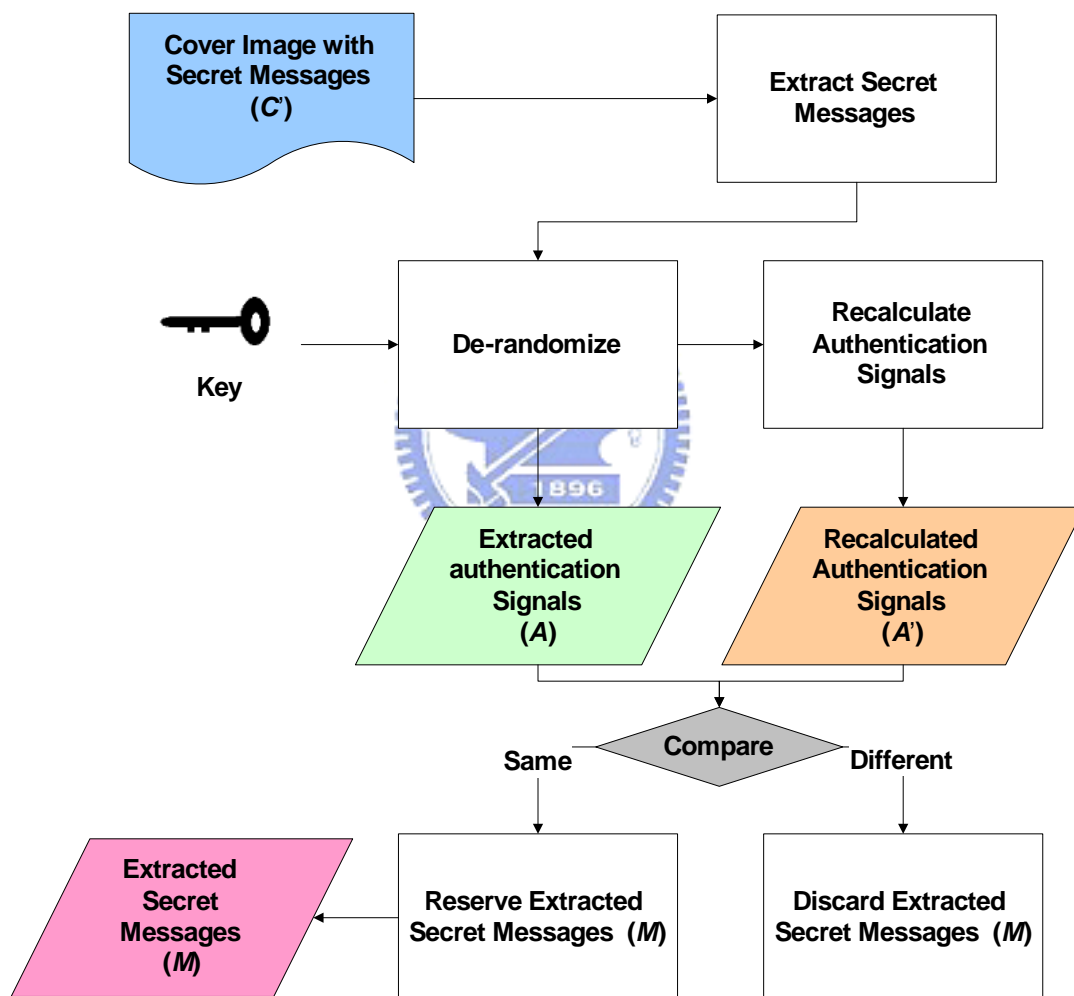 Cover Image with
Secret Messages
(C')
Extract Secret
Messages
Key
De-randomize
Recalculate
Authentication
Signals
1896
Extracted
authentication
Signals
(A)
Recalculated
Authentication
Signals
(A')
Compare
Same
Different
Extracted
Secret
Messages
(M)
Reserve Extracted
Secret Messages (M)
Discard Extracted
Secret Messages (M)